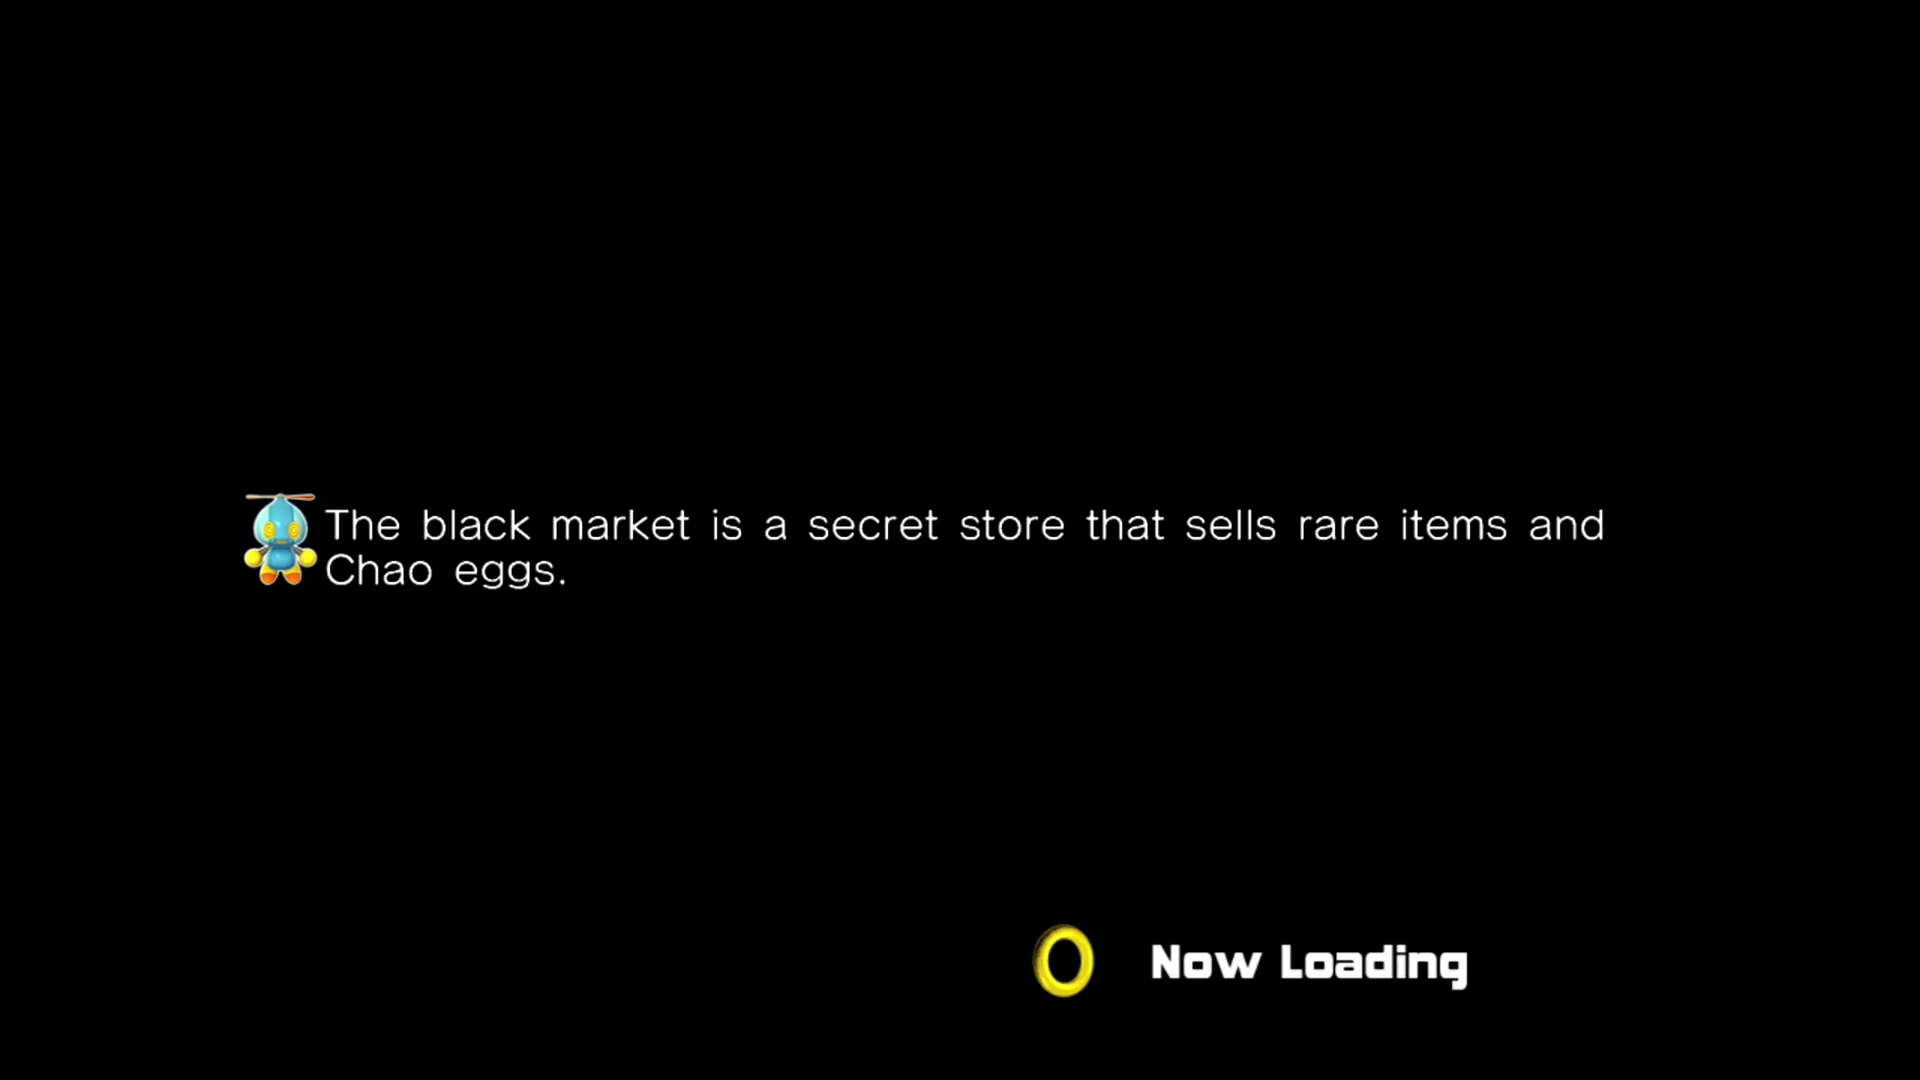 The black market is a secret store that sells rare items and
Chao eggs.
Now Loading